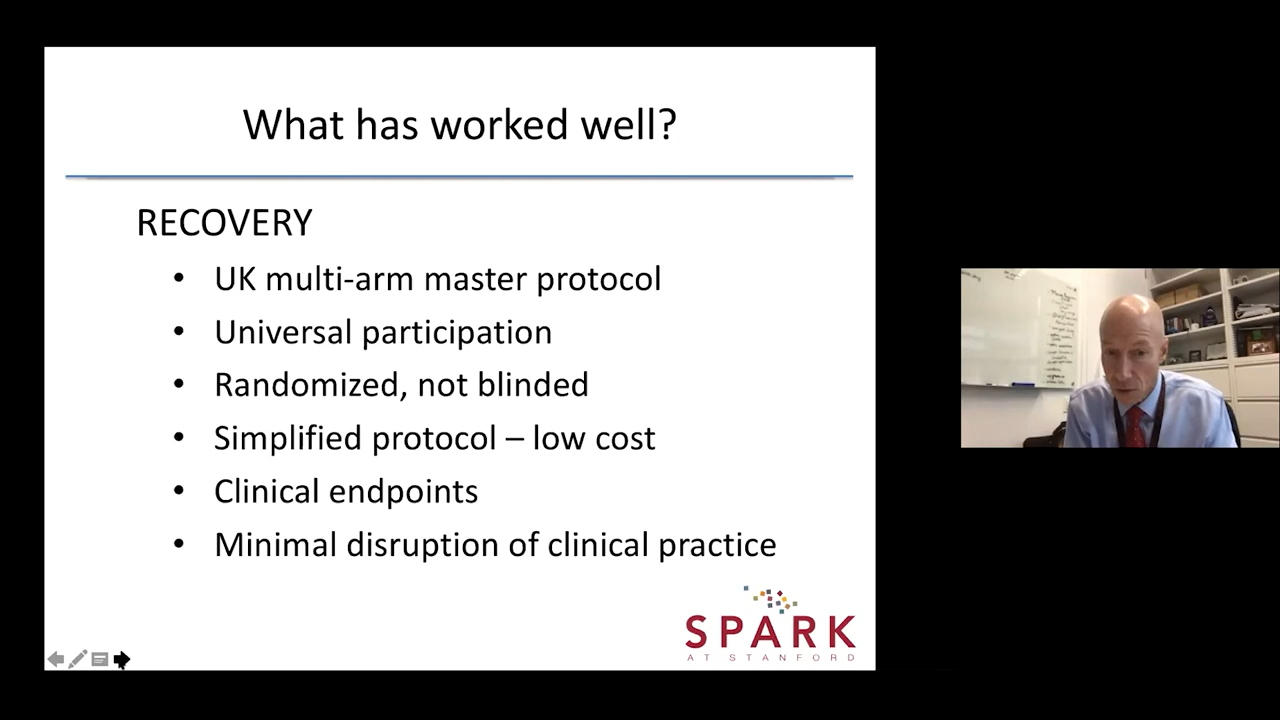 What has worked well?
RECOVERY
• UK multi-arm master protocol
• Universal participation
• Randomized, not blinded
• Simplified protocol – low cost
• Clinical endpoints
• Minimal disruption of clinical practice
SPARK
AT STANFORD